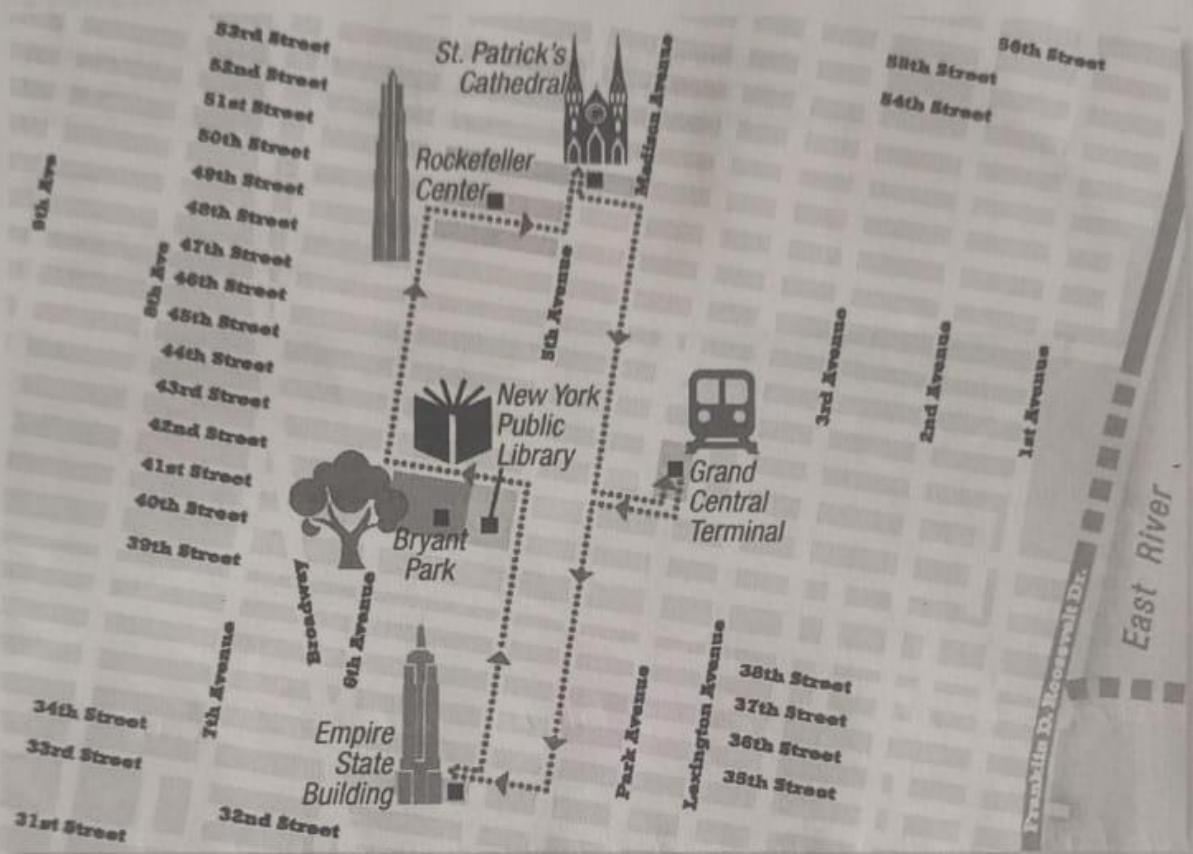 53rd Street
52nd Street
51st Street
50th Street
49th Street
48th Street
47th Street
46th Street
45th Street
44th Street
43rd Street
42nd Street
41st Street
40th Street
39th Street
9th Ave
8th Ave
St. Patrick's
Cathedral
Madison Avenue
56th Street
55th Street
54th Street
Rockefeller
Center
5th Avenue
New York
Public
Library
3rd Avenue
2nd Avenue
1st Avenue
Grand
Central
Terminal
Bryant
Park
Broadway
6th Avenue
7th Avenue
34th Street
33rd Street
31st Street
32nd Street
Empire
State
Building
Park Avenue
Lexington Avenue
38th Street
37th Street
36th Street
35th Street
Franklin D. Roosevelt Dr.
East River